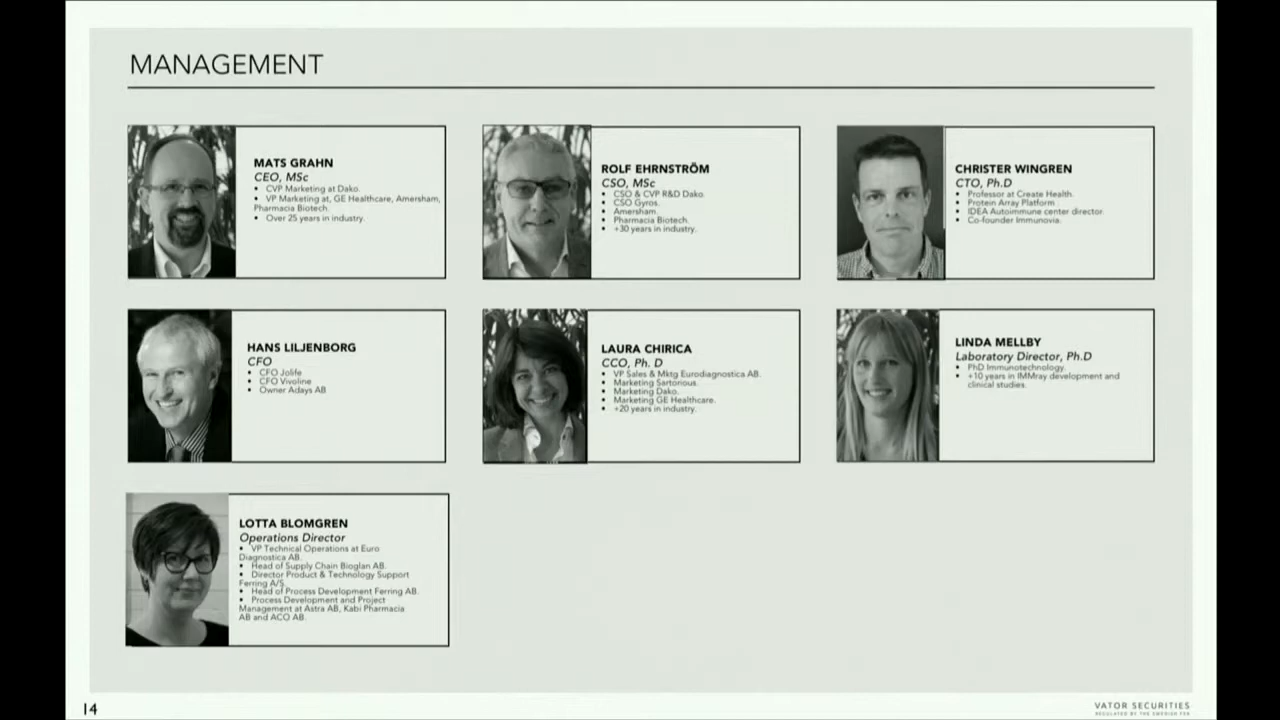 MANAGEMENT
MATS GRAHN
CEO, MSc
• CVP Marketing at Dako.
• VP Marketing at, GE Healthcare, Amersham,
Pharmacia Biotech.
• Over 25 years in industry.
ROLF EHRNSTRÖM
CSO, MSc
• CSO & CVP R&D Dako.
• CSO Gyros.
• Amersham.
• Pharmacia Biotech.
• +30 years in industry.
CHRISTER WINGREN
CTO, Ph.D
• Professor at Create Health.
• Protein Array Platform
• IDEA Autoimmune center director.
• Co-founder Immunovia.
HANS LILJENBORG
CFO
• CFO Jolife
• CFO Vivoline
• Owner Adays AB
LAURA CHIRICA
CCO, Ph. D
• VP Sales & Mktg Eurodiagnostica AB.
• Marketing Sartorious.
• Marketing Dako.
• Marketing GE Healthcare.
• +20 years in industry.
LINDA MELLBY
Laboratory Director, Ph.D
• PhD Immunotechnology.
• +10 years in IMMray development and
clinical studies.
LOTTA BLOMGREN
Operations Director
• VP Technical Operations at Euro
Diagnostica AB.
• Head of Supply Chain Bioglan AB.
• Director Product & Technology Support
Ferring A/S.
• Head of Process Development Ferring AB.
• Process Development and Project
Management at Astra AB, Kabi Pharmacia
AB and ACO AB.
14
VATOR SECURITIES
REGULATED BY THE SWEDISH FSA